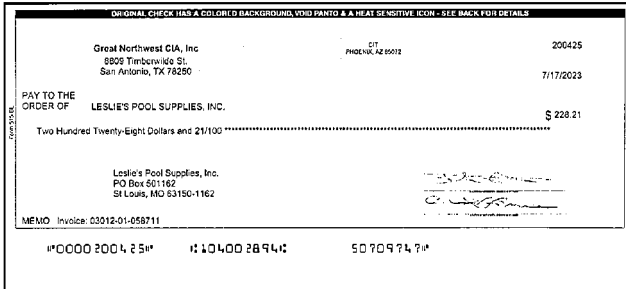 ORIGINAL CHECK HAS A COLORED BACKGROUND, VOID PANTO & A HEAT SENSITIVE ICON - SEE BACK FOR DETAILS
Great Northwest CIA, Inc
8809 Timberwilde St.
San Antonio, TX 78250
CIT
PHOENIX, AZ 85072
200425
7/17/2023
PAY TO THE
ORDER OF LESLIE'S POOL SUPPLIES, INC.
$ 228.21
Two Hundred Twenty-Eight Dollars and 21/100
Leslie's Pool Supplies, Inc.
PO Box 501162
St Louis, MO 63150-1162
MEMO Invoice: 03012-01-058711
⑈0000200425⑈ ⑆104002894⑆ 50709747⑈